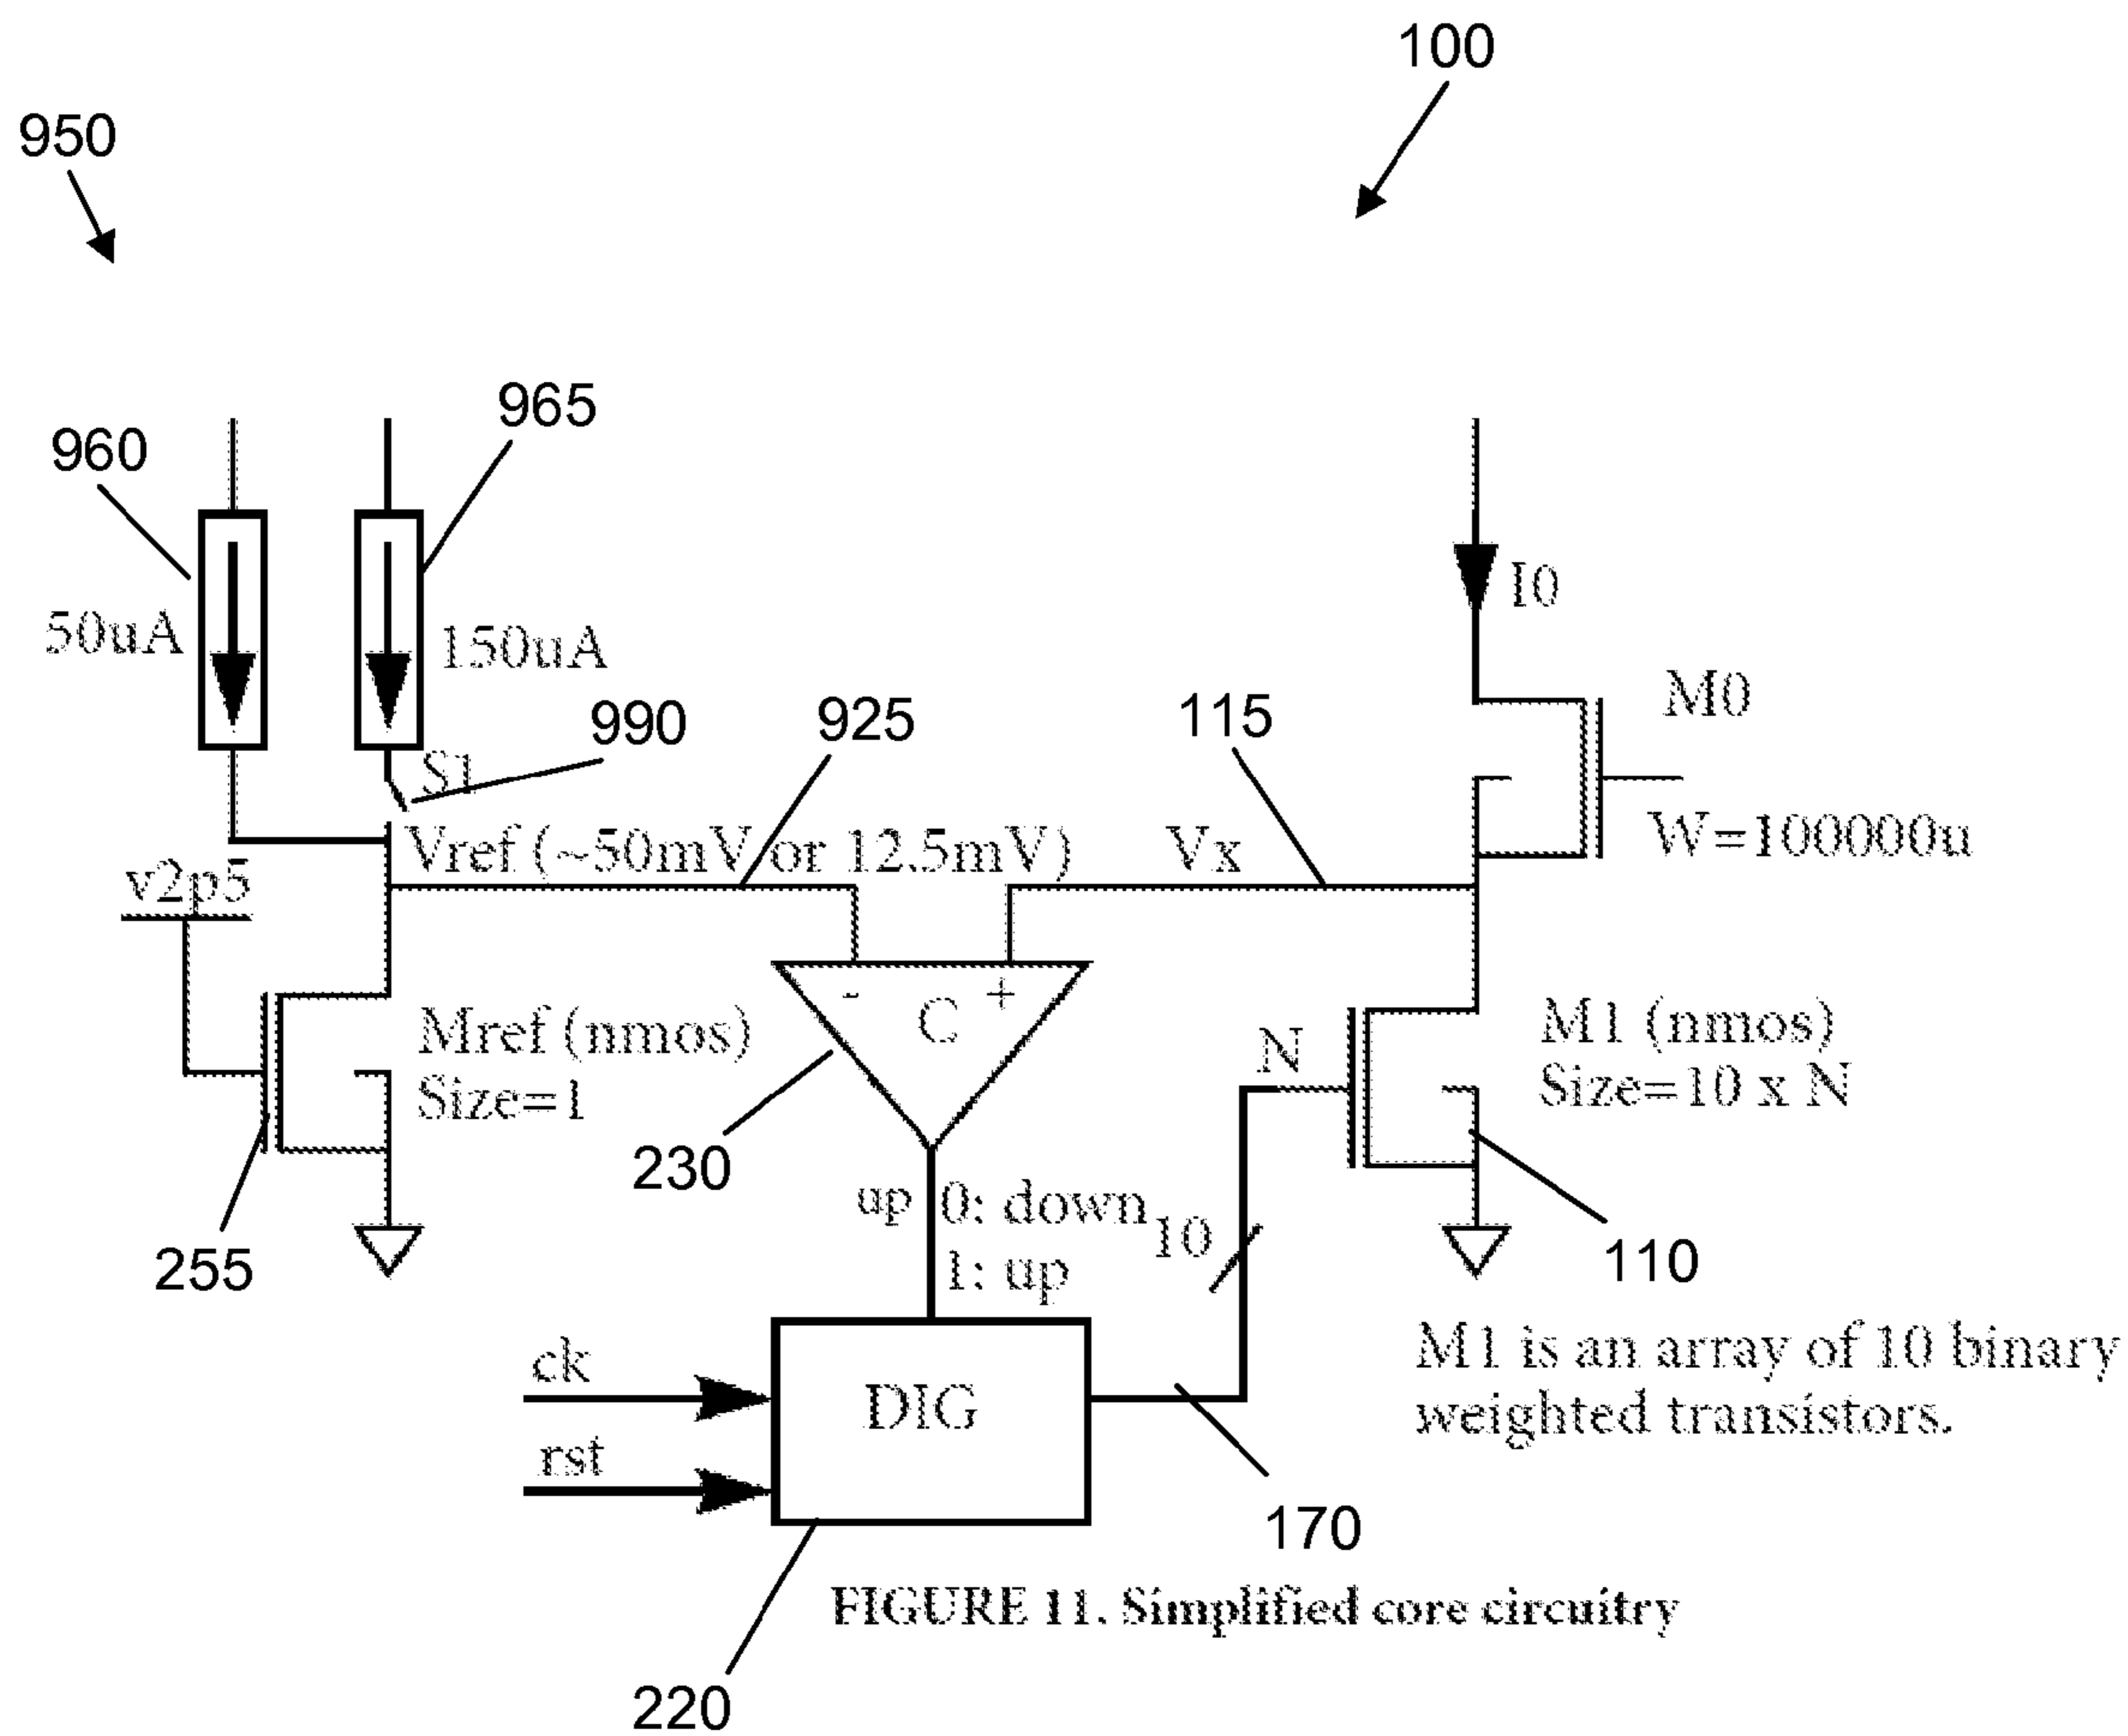 100
950
965
960
I0
50uA
150uA
M0
990
925
115
S1
Vref (~50mV or 12.5mV)
Vx
W=100000u
v2p5
-
+
C
Mref (nmos)
Size=1
N
M1 (nmos)
Size=10 x N
230
up
0: down
1: up
10
255
110
M1 is an array of 10 binary
weighted transistors.
ck
DIG
rst
170
FIGURE 11. Simplified core circuitry
220